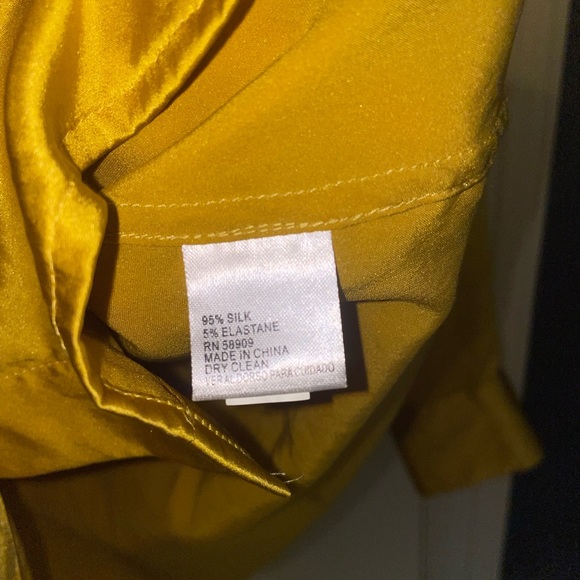 95% SILK
5% ELASTANE
RN 58909
MADE IN CHINA
DRY CLEAN
VER AL DORSO PARA CUIDADO